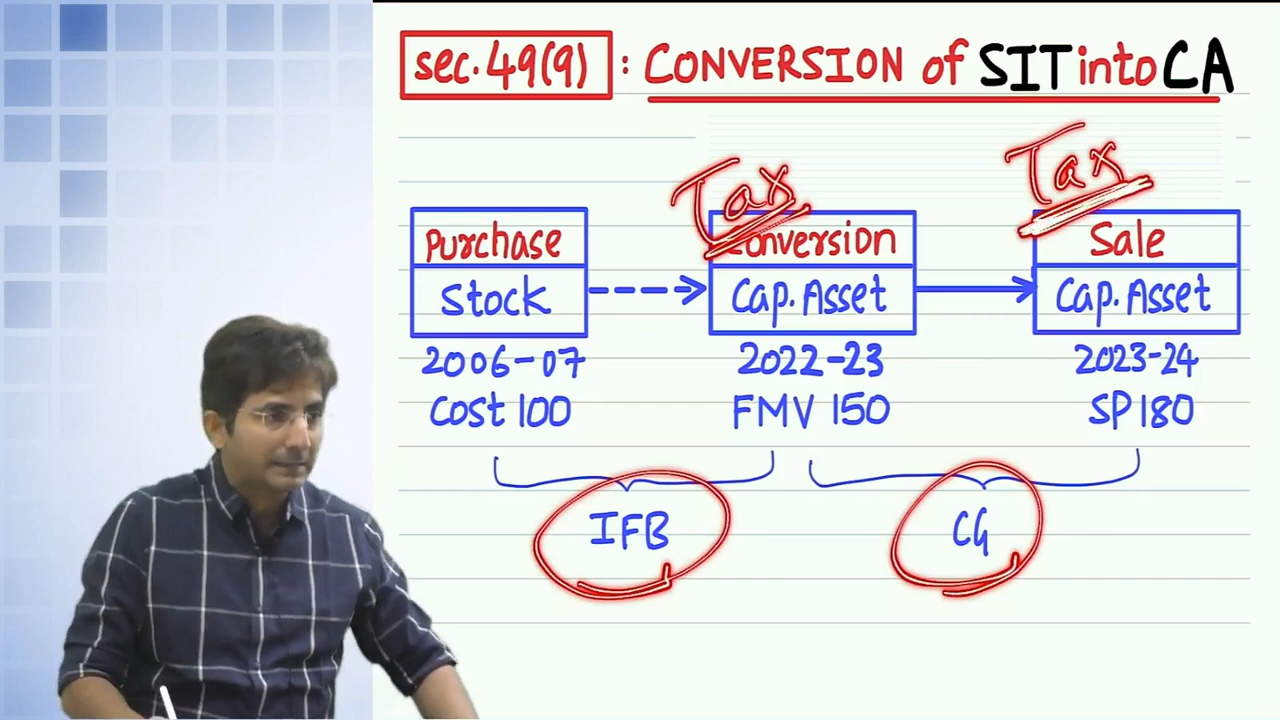 sec.49(9) : CONVERSION of SIT into CA
Tax
Tax
Purchase
Stock
2006-07
Cost 100
Conversion
Cap. Asset
2022-23
FMV 150
Sale
Cap. Asset
2023-24
SP 180
IFB
CG